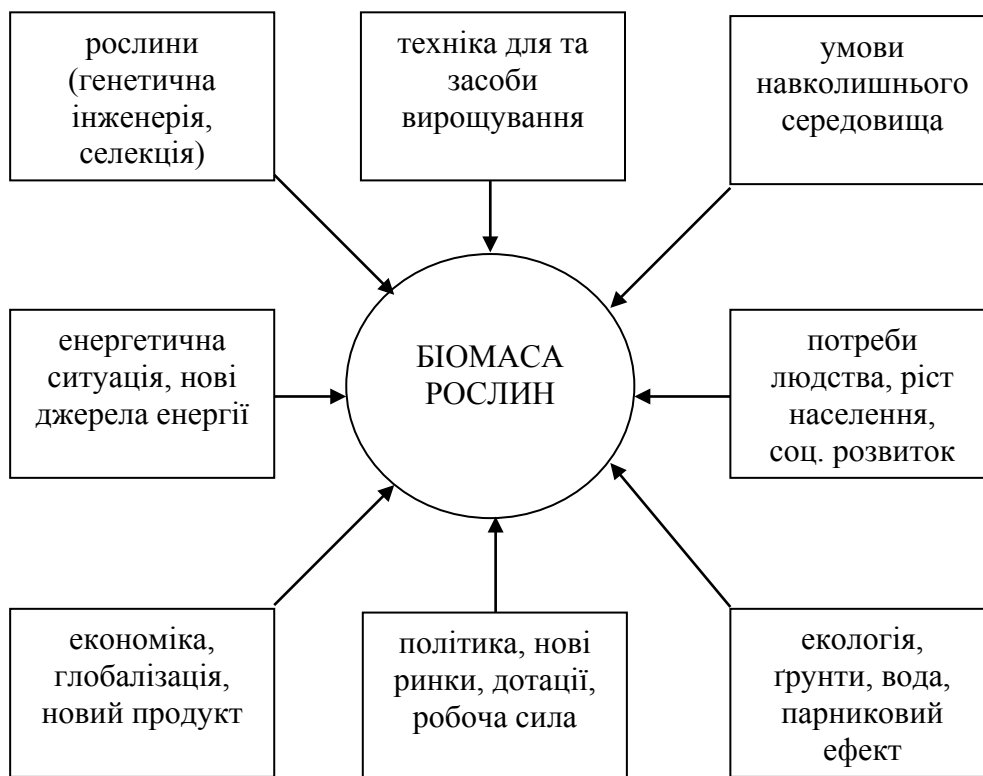 рослини
(генетична
інженерія,
селекція)
техніка для та
засоби
вирощування
умови
навколишнього
середовища
енергетична
ситуація, нові
джерела енергії
БІОМАСА
РОСЛИН
потреби
людства, ріст
населення,
соц. розвиток
економіка,
глобалізація,
новий продукт
політика, нові
ринки, дотації,
робоча сила
екологія,
ґрунти, вода,
парниковий
ефект